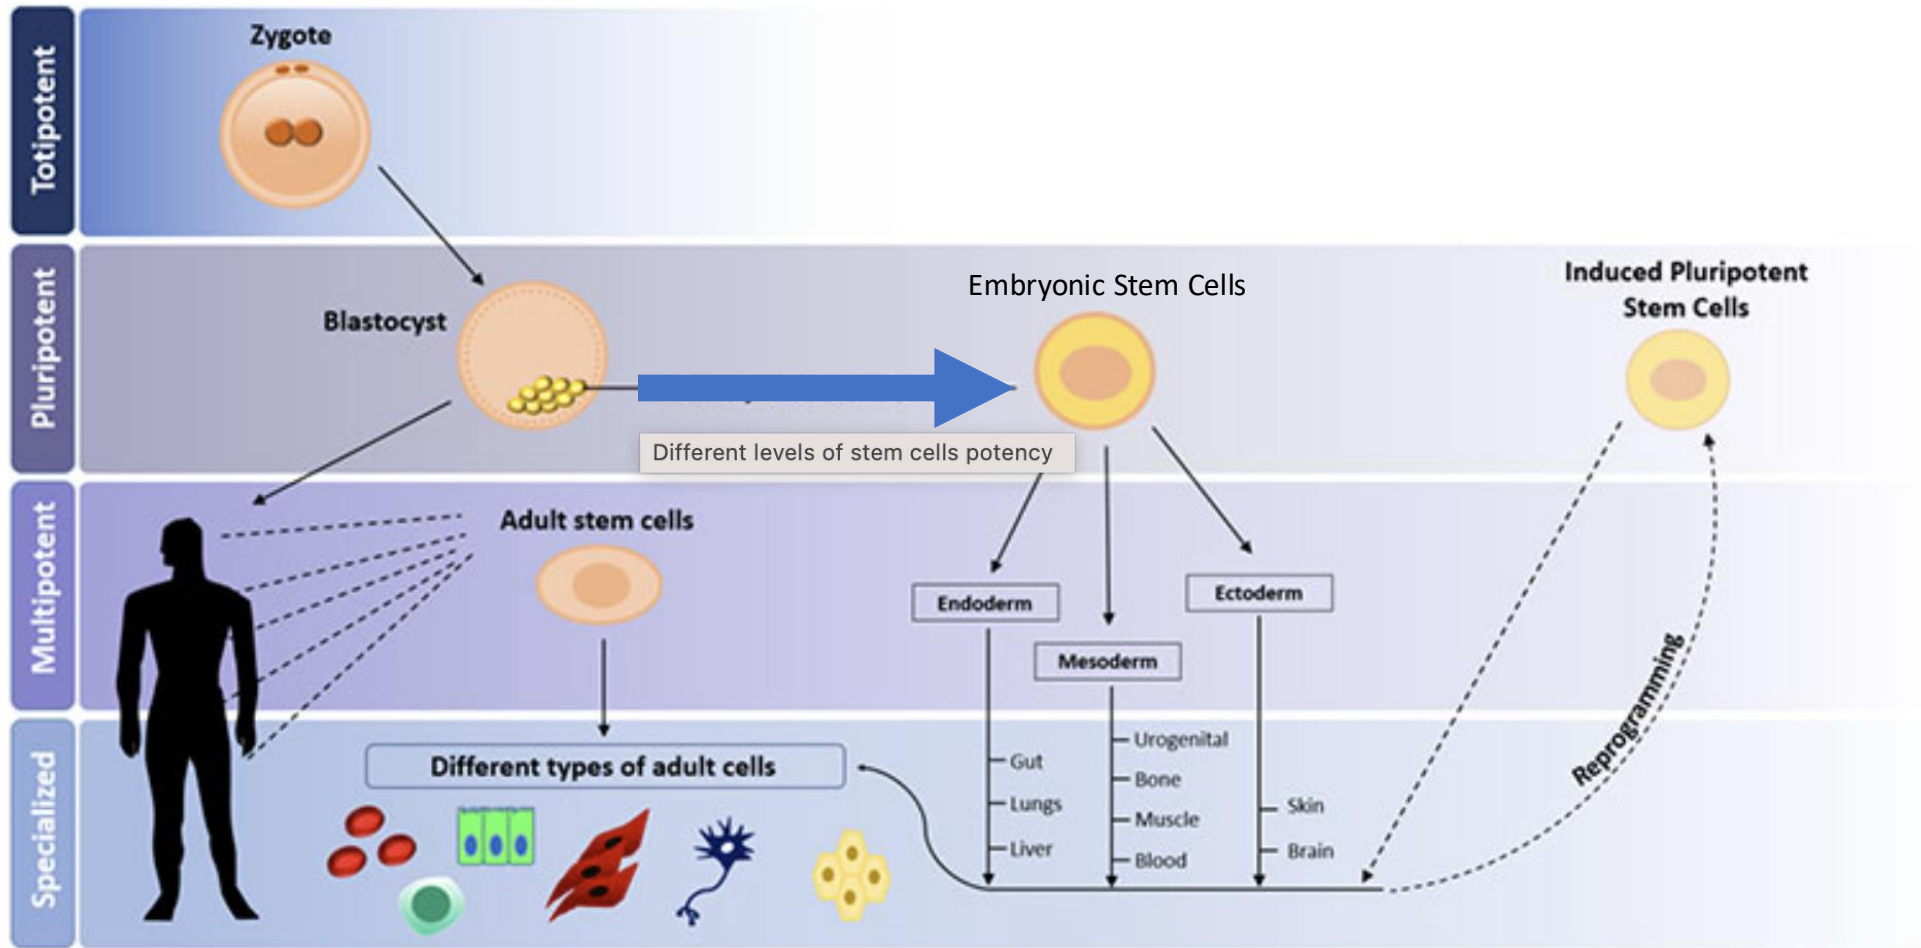 Totipotent
Zygote
Pluripotent
Blastocyst
Embryonic Stem Cells
Induced Pluripotent
Stem Cells
Different levels of stem cells potency
Multipotent
Adult stem cells
Endoderm
Mesoderm
Ectoderm
Reprogramming
Specialized
Different types of adult cells
Gut
Lungs
Liver
Urogenital
Bone
Muscle
Blood
Skin
Brain